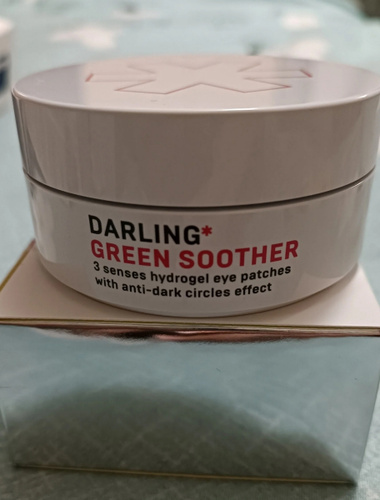 DARLING*
GREEN SOOTHER
3 senses hydrogel eye patches
with anti-dark circles effect